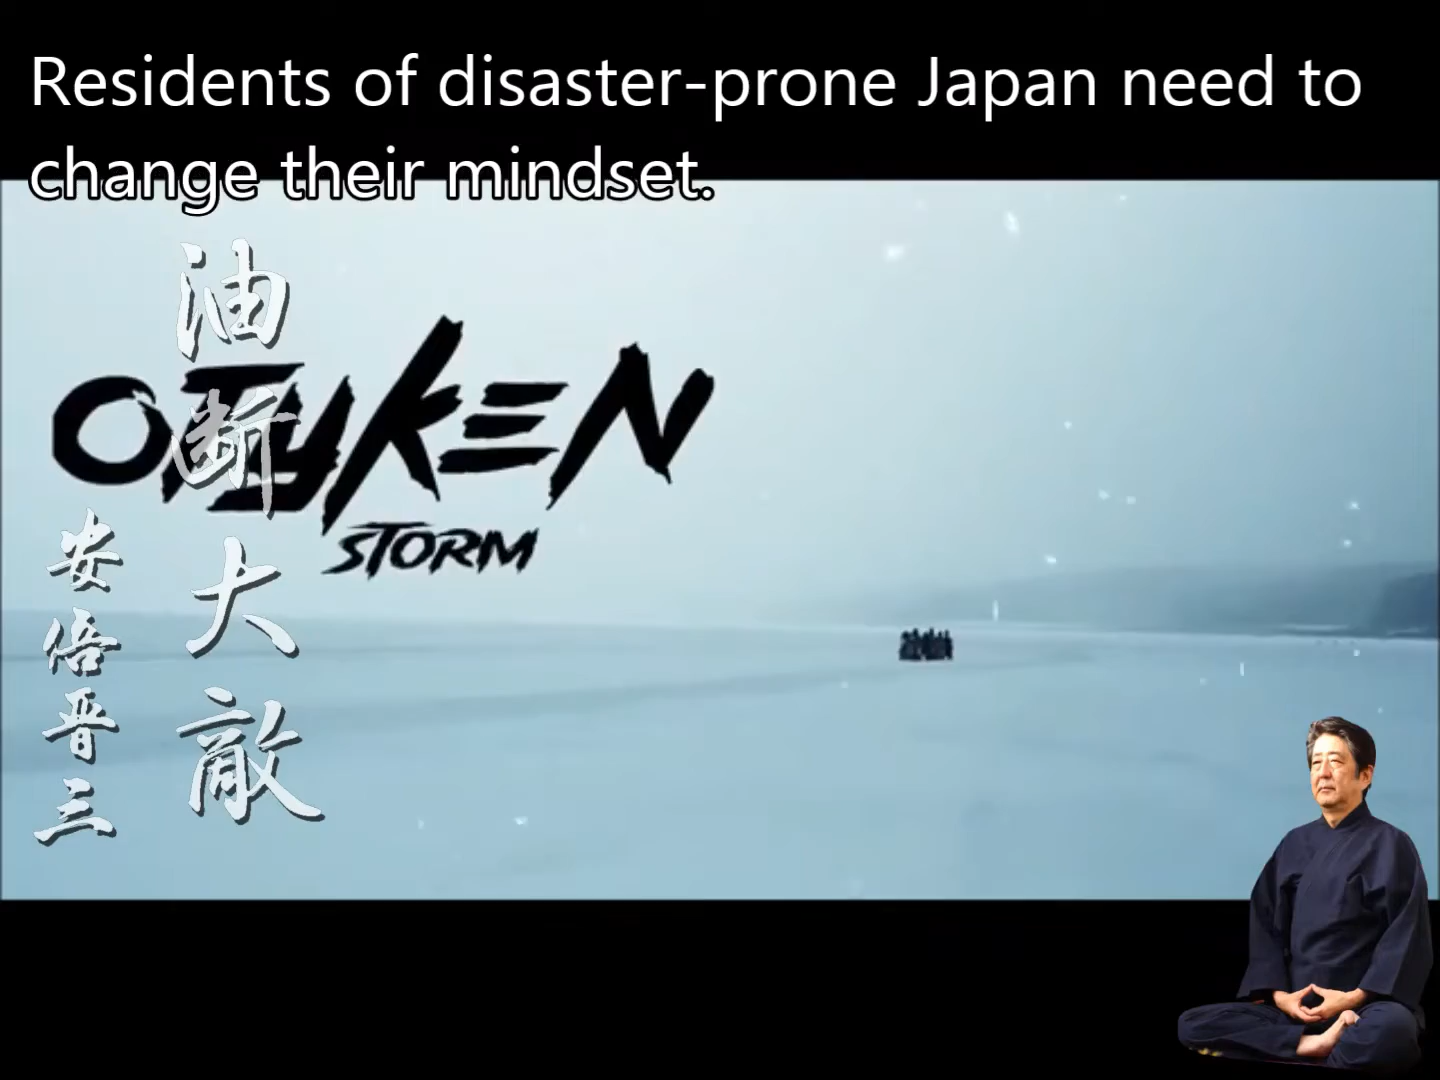 Residents of disaster-prone Japan need to
change their mindset.
油断大敵
安倍晋三
OTYKEN
STORM